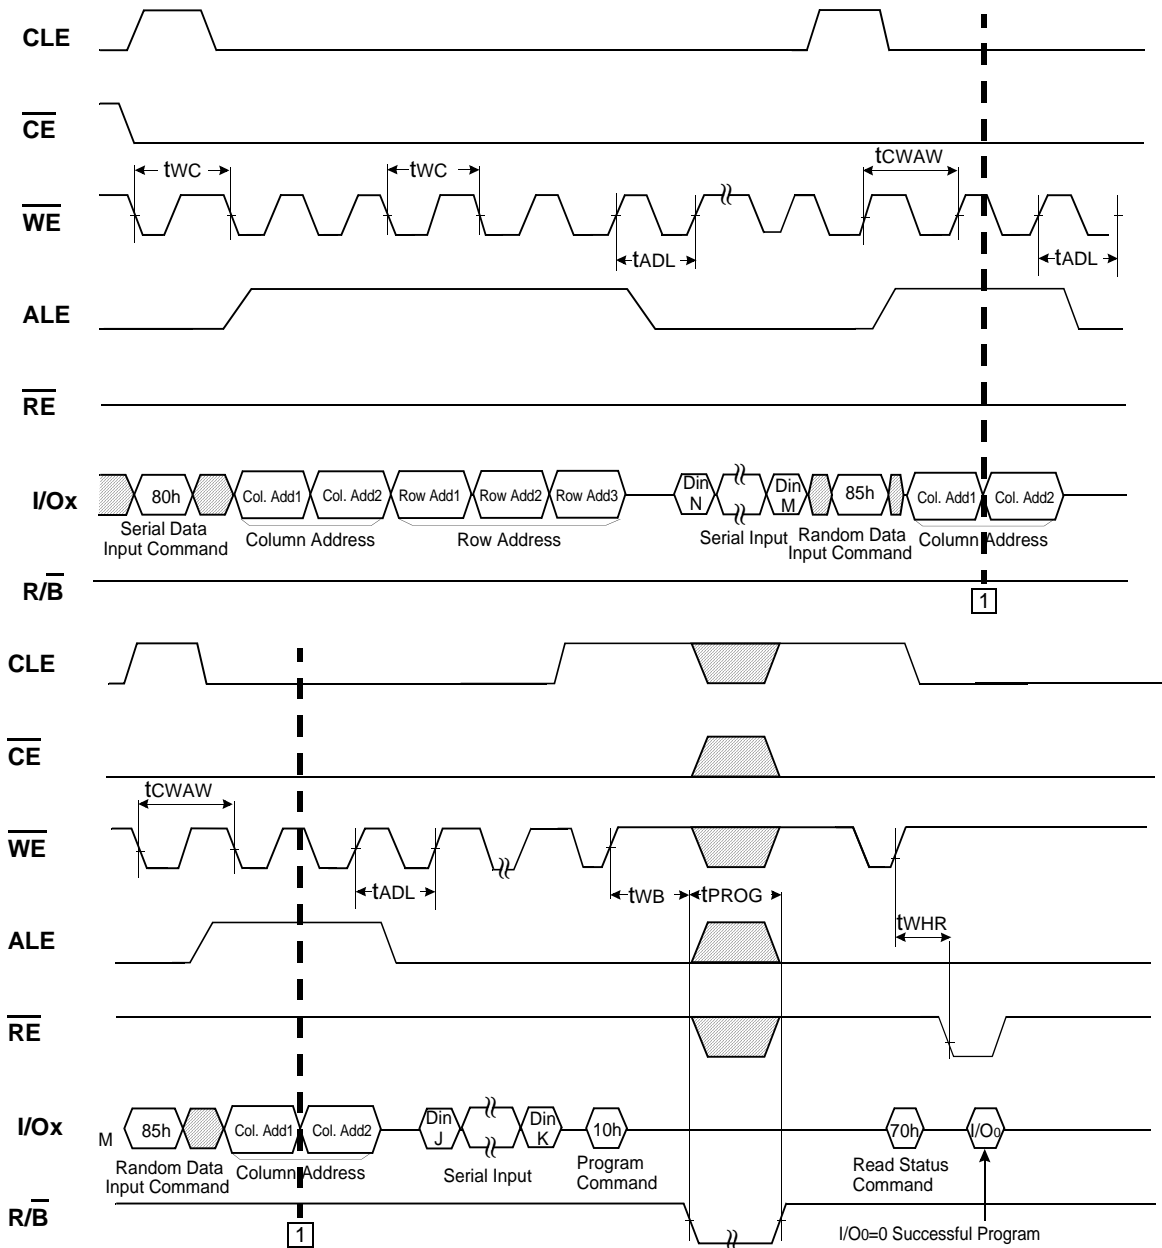 CLE
CE
tWC tWC tCWAW
WE
tADL tADL
ALE
RE
I/Ox 80h Col. Add1 Col. Add2 Row Add1 Row Add2 Row Add3 Din N Din M 85h Col. Add1 Col. Add2
Serial Data Input Command Column Address Row Address Serial Input Random Data Input Command Column Address
R/B
1
CLE
CE
tCWAW
WE
tADL tWB tPROG tWHR
ALE
RE
I/Ox M 85h Col. Add1 Col. Add2 Din J Din K 10h 70h I/O0
Random Data Input Command Column Address Serial Input Program Command Read Status Command
R/B
1 I/O0=0 Successful Program